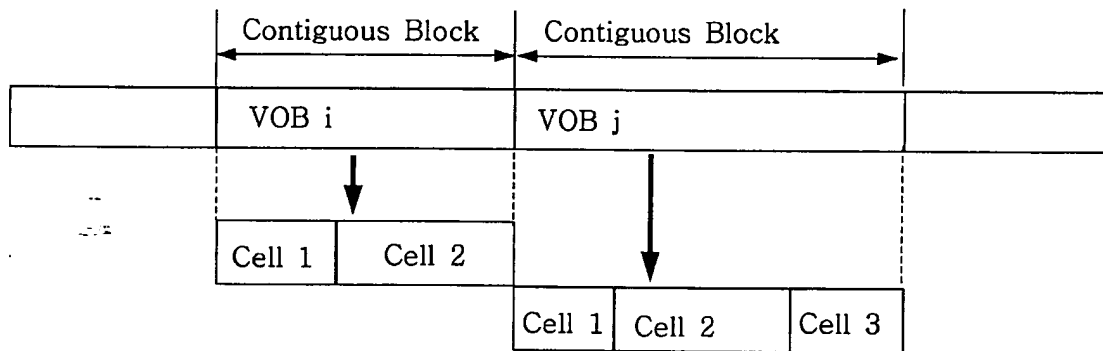 Contiguous Block Contiguous Block
VOB i VOB j
Cell 1 Cell 2
Cell 1 Cell 2 Cell 3